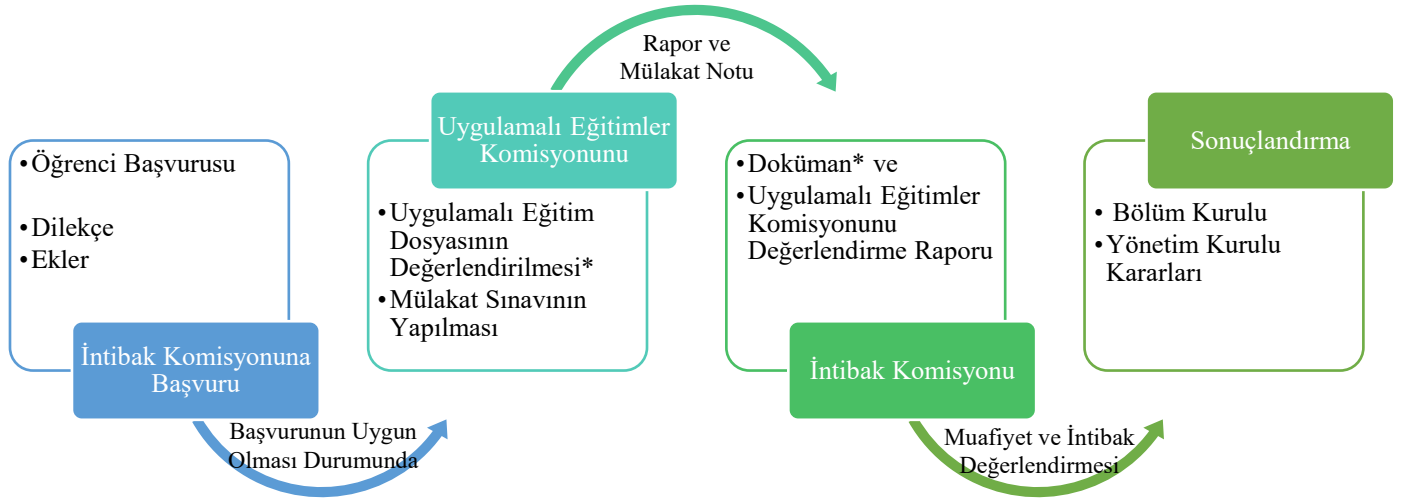 •Öğrenci Başvurusu
•Dilekçe
•Ekler
İntibak Komisyonuna
Başvuru
Başvurunun Uygun
Olması Durumunda
Uygulamalı Eğitimler
Komisyonunu
•Uygulamalı Eğitim
Dosyasının
Değerlendirilmesi*
•Mülakat Sınavının
Yapılması
Rapor ve
Mülakat Notu
•Doküman* ve
•Uygulamalı Eğitimler
Komisyonunu
Değerlendirme Raporu
İntibak Komisyonu
Muafiyet ve İntibak
Değerlendirmesi
Sonuçlandırma
• Bölüm Kurulu
•Yönetim Kurulu
Kararları